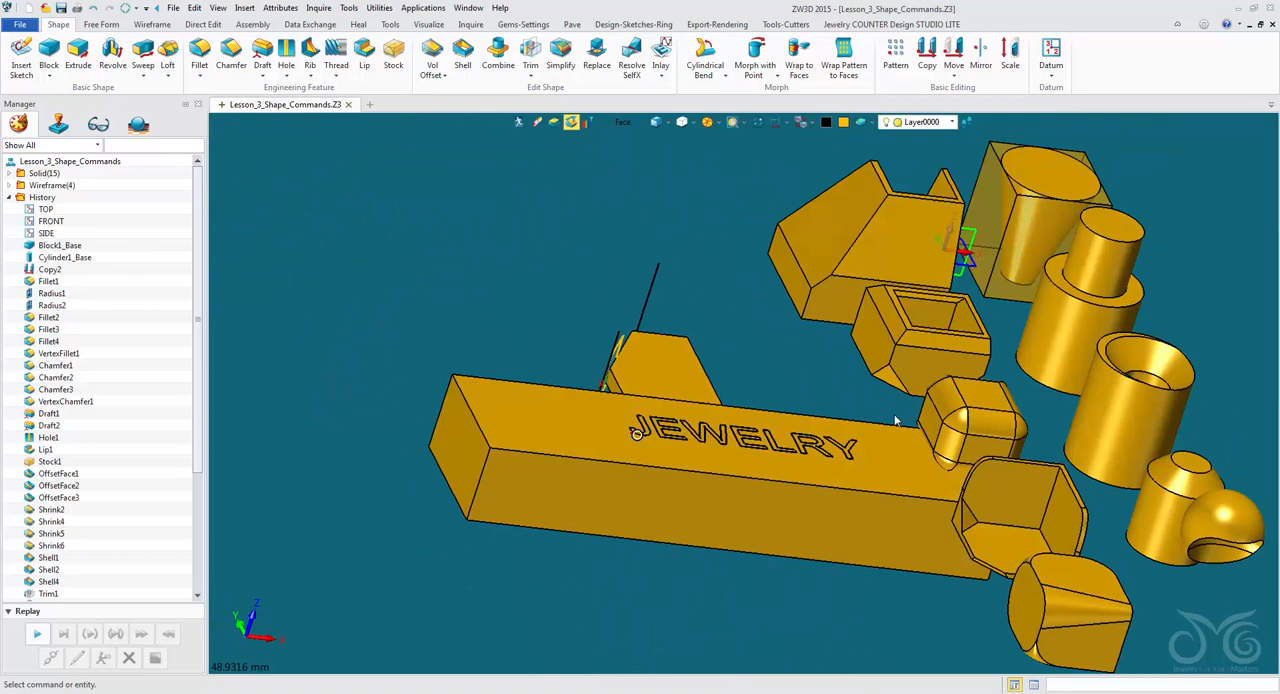 File Edit View Insert Attributes Inquire Tools Utilities Applications Window Help
ZW3D 2015 - [Lesson_3_Shape_Commands.Z3]
File Shape Free Form Wireframe Direct Edit Assembly Data Exchange Heal Tools Visualize Inquire Gems-Settings Pave Design-Sketches-Ring Export-Rendering Tools-Cutters Jewelry COUNTER Design STUDIO LITE
Insert Sketch Block Extrude Revolve Sweep Loft Fillet Chamfer Draft Hole Rib Thread Lip Stock Vol Offset Shell Combine Trim Simplify Replace Resolve SelfX Inlay Cylindrical Bend Morph with Point Wrap to Faces Wrap Pattern to Faces Pattern Copy Move Mirror Scale Datum
Basic Shape Engineering Feature Edit Shape Morph Basic Editing Datum
Manager
Lesson_3_Shape_Commands.Z3
Face
Layer0000
Show All
Lesson_3_Shape_Commands
Solid(15)
Wireframe(4)
History
TOP
FRONT
SIDE
Block1_Base
Cylinder1_Base
Copy2
Fillet1
Radius1
Radius2
Fillet2
Fillet3
Fillet4
VertexFillet1
Chamfer1
Chamfer2
Chamfer3
VertexChamfer1
Draft1
Draft2
Hole1
Lip1
Stock1
OffsetFace1
OffsetFace2
OffsetFace3
Shrink2
Shrink4
Shrink5
Shrink6
Shell1
Shell2
Shell4
Trim1
Replay
JEWELRY
Z
Y
X
48.9316 mm
Select command or entity.